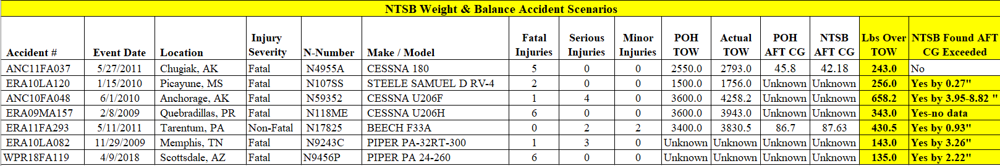 NTSB Weight & Balance Accident Scenarios
Accident # Event Date Location Injury Severity N-Number Make / Model Fatal Injuries Serious Injuries Minor Injuries POH TOW Actual TOW POH AFT CG NTSB AFT CG Lbs Over TOW NTSB Found AFT CG Exceeded
ANC11FA037 5/27/2011 Chugiak, AK Fatal N4955A CESSNA 180 5 0 0 2550.0 2793.0 45.8 42.18 243.0 No
ERA10LA120 1/15/2010 Picayune, MS Fatal N107SS STEELE SAMUEL D RV-4 2 0 0 1500.0 1756.0 Unknown Unknown 256.0 Yes by 0.27"
ANC10FA048 6/1/2010 Anchorage, AK Fatal N59352 CESSNA U206F 1 4 0 3600.0 4258.2 Unknown Unknown 658.2 Yes by 3.95-8.82 "
ERA09MA157 2/8/2009 Quebradillas, PR Fatal N118ME CESSNA U206H 6 0 0 3600.0 3943.0 Unknown Unknown 343.0 Yes-no data
ERA11FA293 5/11/2011 Tarentum, PA Non-Fatal N17825 BEECH F33A 0 2 2 3400.0 3830.5 86.7 87.63 430.5 Yes by 0.93"
ERA10LA082 11/29/2009 Memphis, TN Fatal N9243C PIPER PA-32RT-300 1 3 0 Unknown Unknown Unknown Unknown 143.0 Yes by 3.26"
WPR18FA119 4/9/2018 Scottsdale, AZ Fatal N9456P PIPER PA 24-260 6 0 0 Unknown Unknown Unknown Unknown 135.0 Yes by 2.22"